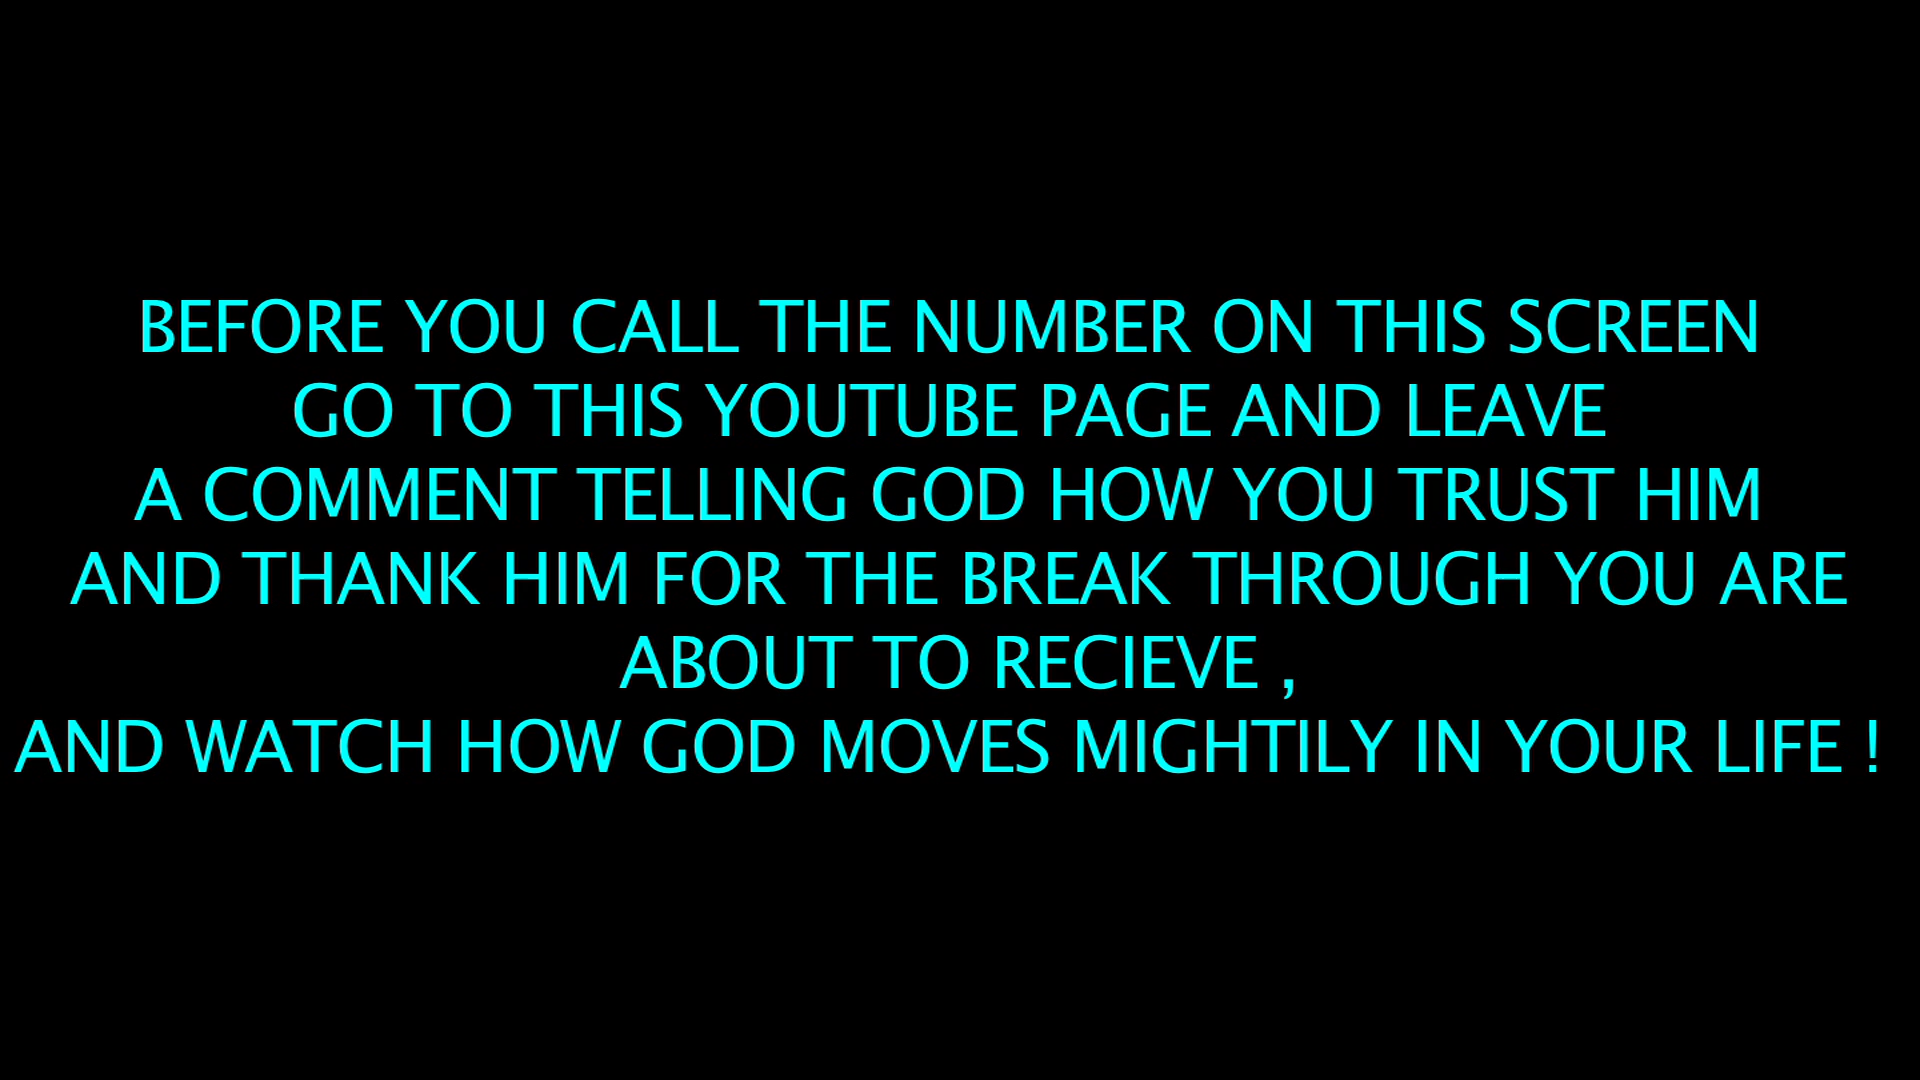 BEFORE YOU CALL THE NUMBER ON THIS SCREEN
GO TO THIS YOUTUBE PAGE AND LEAVE
A COMMENT TELLING GOD HOW YOU TRUST HIM
AND THANK HIM FOR THE BREAK THROUGH YOU ARE
ABOUT TO RECIEVE ,
AND WATCH HOW GOD MOVES MIGHTILY IN YOUR LIFE !